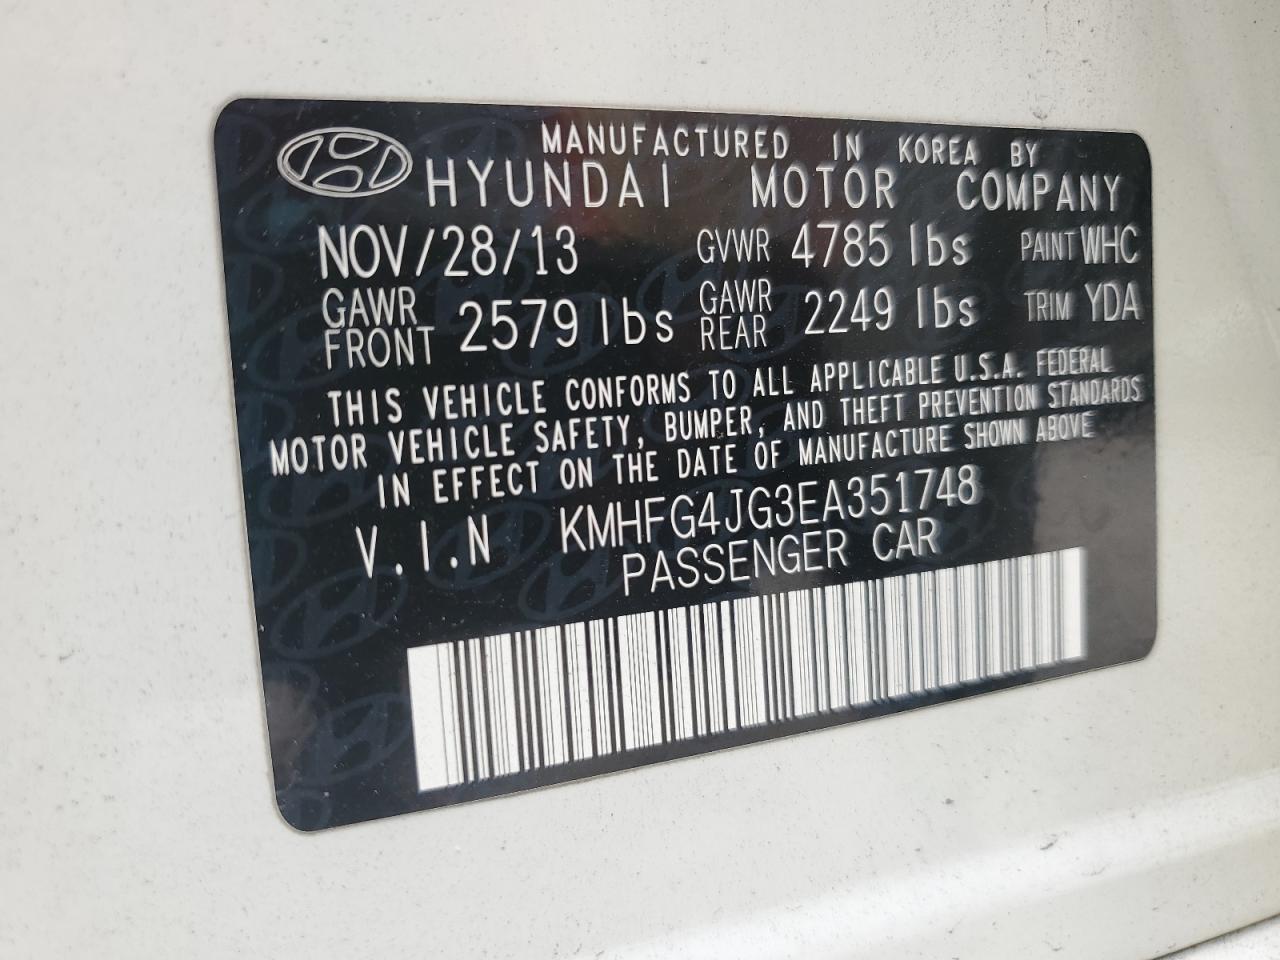 MANUFACTURED IN KOREA BY
HYUNDAI MOTOR COMPANY
NOV/28/13 GVWR 4785 lbs PAINT WHC
GAWR FRONT 2579 lbs GAWR REAR 2249 lbs TRIM YDA
THIS VEHICLE CONFORMS TO ALL APPLICABLE U.S.A. FEDERAL
MOTOR VEHICLE SAFETY, BUMPER, AND THEFT PREVENTION STANDARDS
IN EFFECT ON THE DATE OF MANUFACTURE SHOWN ABOVE
V.I.N KMHFG4JG3EA351748
PASSENGER CAR